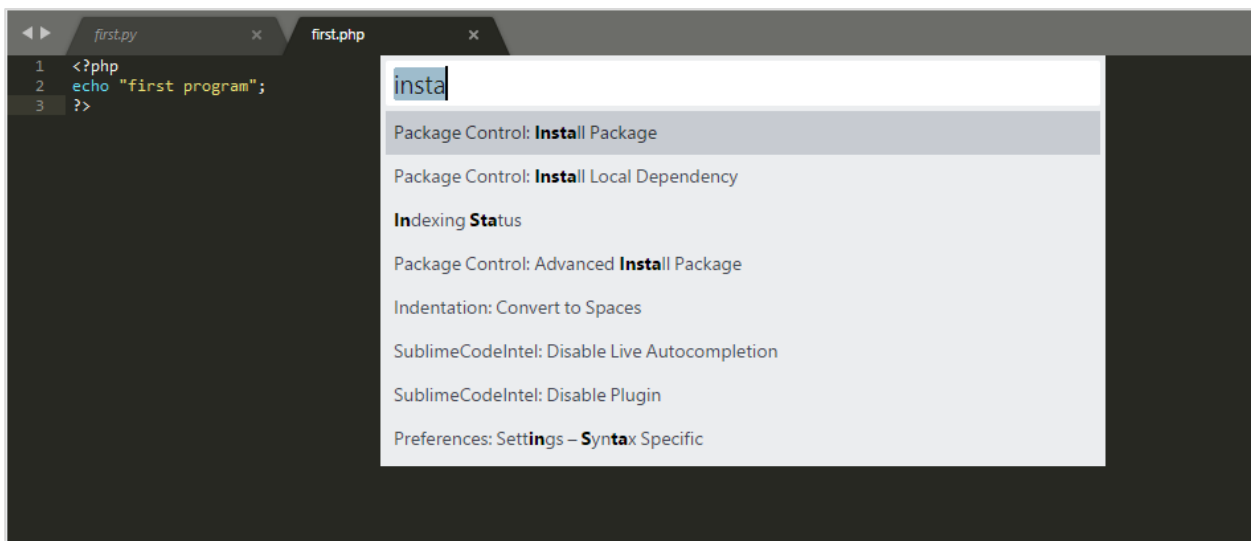 first.py × first.php ×
1 <?php
2 echo "first program";
3 ?>
insta
Package Control: Install Package
Package Control: Install Local Dependency
Indexing Status
Package Control: Advanced Install Package
Indentation: Convert to Spaces
SublimeCodeIntel: Disable Live Autocompletion
SublimeCodeIntel: Disable Plugin
Preferences: Settings – Syntax Specific